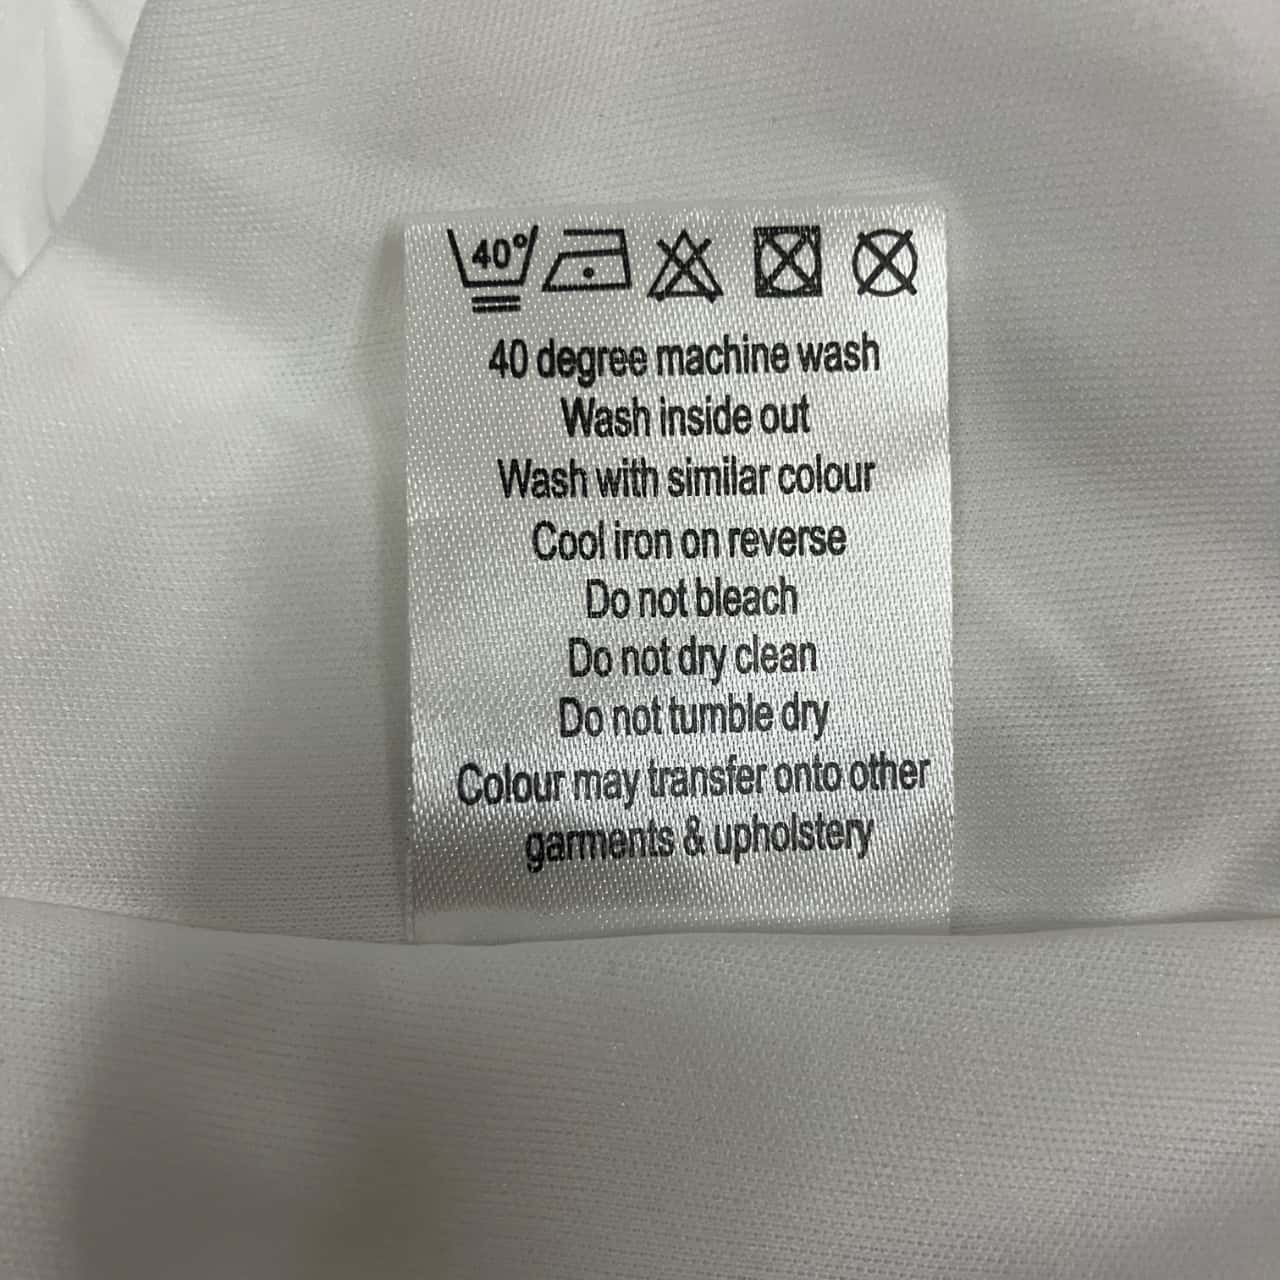 40°
40 degree machine wash
Wash inside out
Wash with similar colour
Cool iron on reverse
Do not bleach
Do not dry clean
Do not tumble dry
Colour may transfer onto other
garments & upholstery